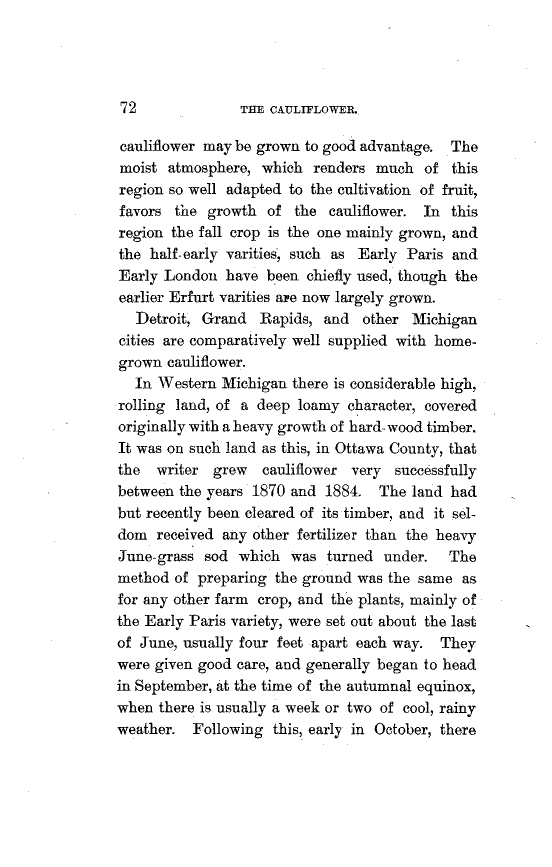 72 THE CAULIFLOWER.
cauliflower may be grown to good advantage. The
moist atmosphere, which renders much of this
region so well adapted to the cultivation of fruit,
favors the growth of the cauliflower. In this
region the fall crop is the one mainly grown, and
the half-early varities, such as Early Paris and
Early London have been chiefly used, though the
earlier Erfurt varities are now largely grown.
Detroit, Grand Rapids, and other Michigan
cities are comparatively well supplied with home-
grown cauliflower.
In Western Michigan there is considerable high,
rolling land, of a deep loamy character, covered
originally with a heavy growth of hard-wood timber.
It was on such land as this, in Ottawa County, that
the writer grew cauliflower very successfully
between the years 1870 and 1884. The land had
but recently been cleared of its timber, and it sel-
dom received any other fertilizer than the heavy
June-grass sod which was turned under. The
method of preparing the ground was the same as
for any other farm crop, and the plants, mainly of
the Early Paris variety, were set out about the last
of June, usually four feet apart each way. They
were given good care, and generally began to head
in September, at the time of the autumnal equinox,
when there is usually a week or two of cool, rainy
weather. Following this, early in October, there